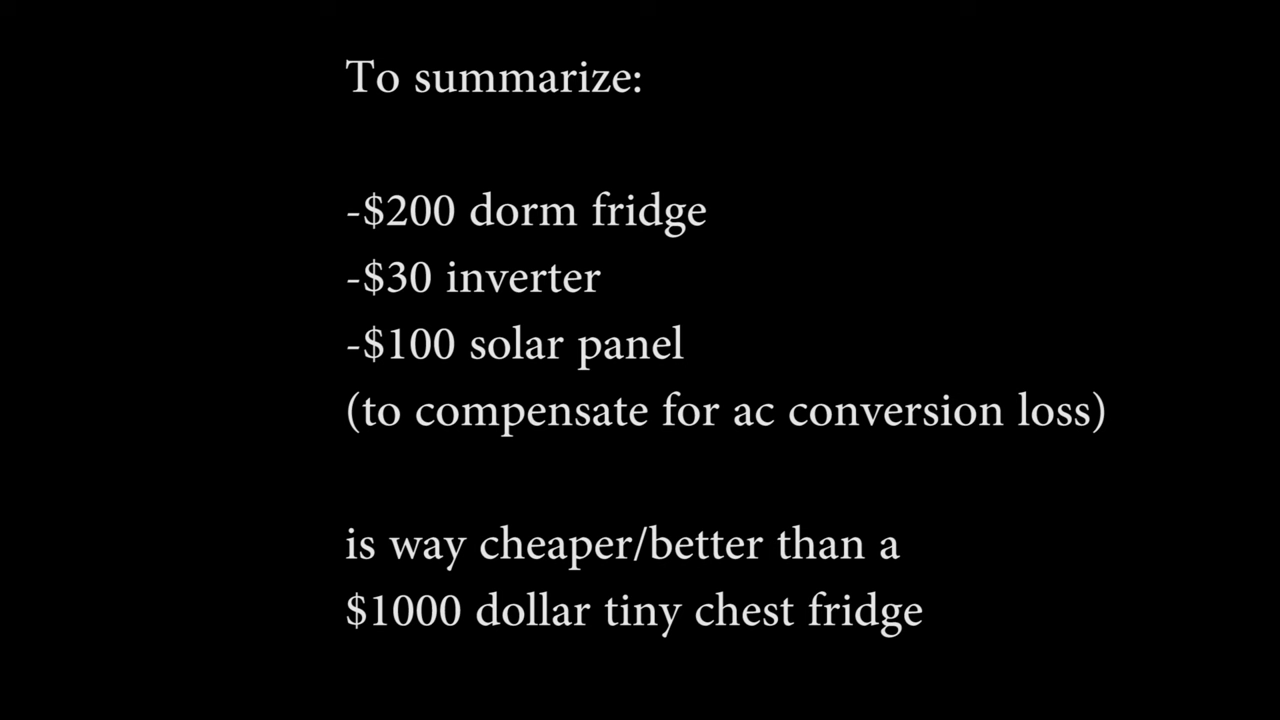 To summarize:
-$200 dorm fridge
-$30 inverter
-$100 solar panel
(to compensate for ac conversion loss)
is way cheaper/better than a
$1000 dollar tiny chest fridge